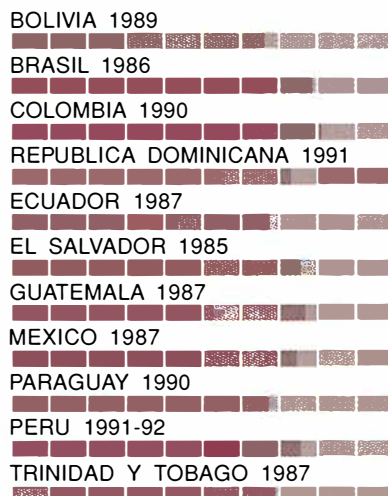 BOLIVIA 1989
BRASIL 1986
COLOMBIA 1990
REPUBLICA DOMINICANA 1991
ECUADOR 1987
EL SALVADOR 1985
GUATEMALA 1987
MEXICO 1987
PARAGUAY 1990
PERU 1991-92
TRINIDAD Y TOBAGO 1987